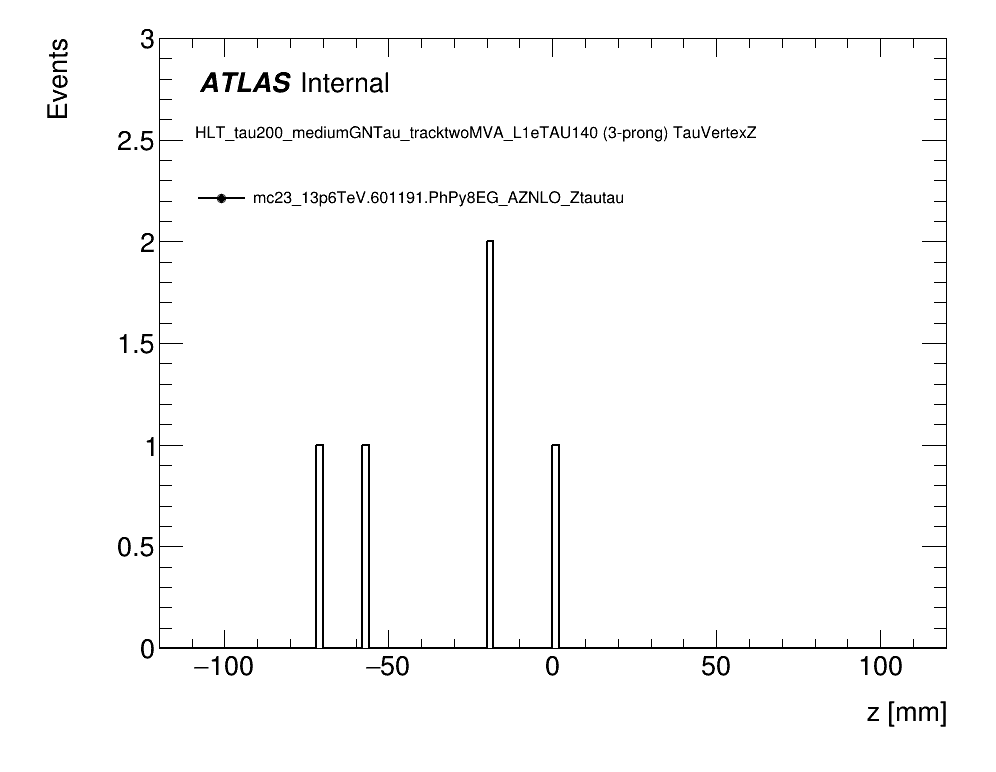 Events
3
ATLAS Internal
HLT_tau200_mediumGNTau_tracktwoMVA_L1eTAU140 (3-prong) TauVertexZ
2.5
mc23_13p6TeV.601191.PhPy8EG_AZNLO_Ztautau
2
1.5
1
0.5
0
−100 −50 0 50 100
z [mm]